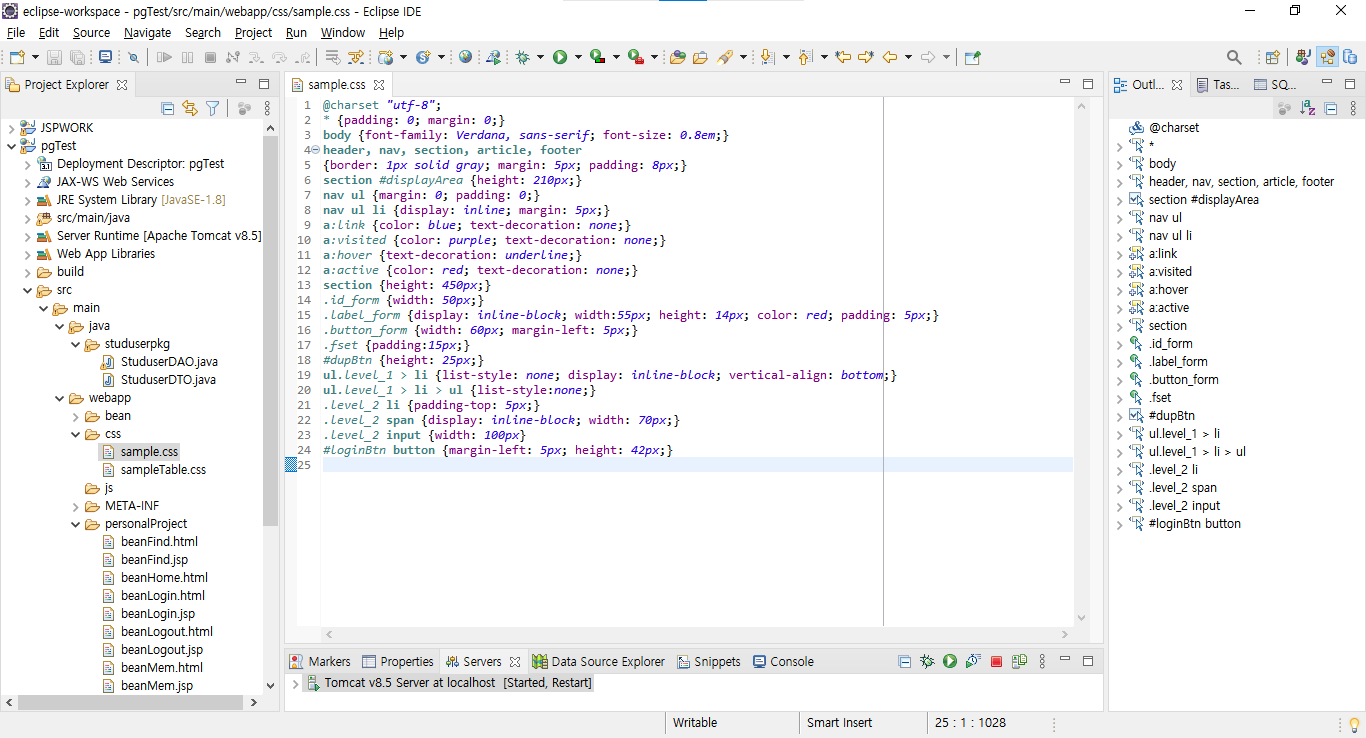 eclipse-workspace - pgTest/src/main/webapp/css/sample.css - Eclipse IDE
File Edit Source Navigate Search Project Run Window Help
Project Explorer
JSPWORK
pgTest
Deployment Descriptor: pgTest
JAX-WS Web Services
JRE System Library [JavaSE-1.8]
src/main/java
Server Runtime [Apache Tomcat v8.5]
Web App Libraries
build
src
main
java
studuserpkg
StuduserDAO.java
StuduserDTO.java
webapp
bean
css
sample.css
sampleTable.css
js
META-INF
personalProject
beanFind.html
beanFind.jsp
beanHome.html
beanLogin.html
beanLogin.jsp
beanLogout.html
beanLogout.jsp
beanMem.html
beanMem.jsp
sample.css
1 @charset "utf-8";
2 * {padding: 0; margin: 0;}
3 body {font-family: Verdana, sans-serif; font-size: 0.8em;}
4 header, nav, section, article, footer
5 {border: 1px solid gray; margin: 5px; padding: 8px;}
6 section #displayArea {height: 210px;}
7 nav ul {margin: 0; padding: 0;}
8 nav ul li {display: inline; margin: 5px;}
9 a:link {color: blue; text-decoration: none;}
10 a:visited {color: purple; text-decoration: none;}
11 a:hover {text-decoration: underline;}
12 a:active {color: red; text-decoration: none;}
13 section {height: 450px;}
14 .id_form {width: 50px;}
15 .label_form {display: inline-block; width:55px; height: 14px; color: red; padding: 5px;}
16 .button_form {width: 60px; margin-left: 5px;}
17 .fset {padding:15px;}
18 #dupBtn {height: 25px;}
19 ul.level_1 > li {list-style: none; display: inline-block; vertical-align: bottom;}
20 ul.level_1 > li > ul {list-style:none;}
21 .level_2 li {padding-top: 5px;}
22 .level_2 span {display: inline-block; width: 70px;}
23 .level_2 input {width: 100px}
24 #loginBtn button {margin-left: 5px; height: 42px;}
25
Outl... Tas... SQ...
@charset
*
body
header, nav, section, article, footer
section #displayArea
nav ul
nav ul li
a:link
a:visited
a:hover
a:active
section
.id_form
.label_form
.button_form
.fset
#dupBtn
ul.level_1 > li
ul.level_1 > li > ul
.level_2 li
.level_2 span
.level_2 input
#loginBtn button
Markers Properties Servers Data Source Explorer Snippets Console
Tomcat v8.5 Server at localhost [Started, Restart]
Writable Smart Insert 25 : 1 : 1028